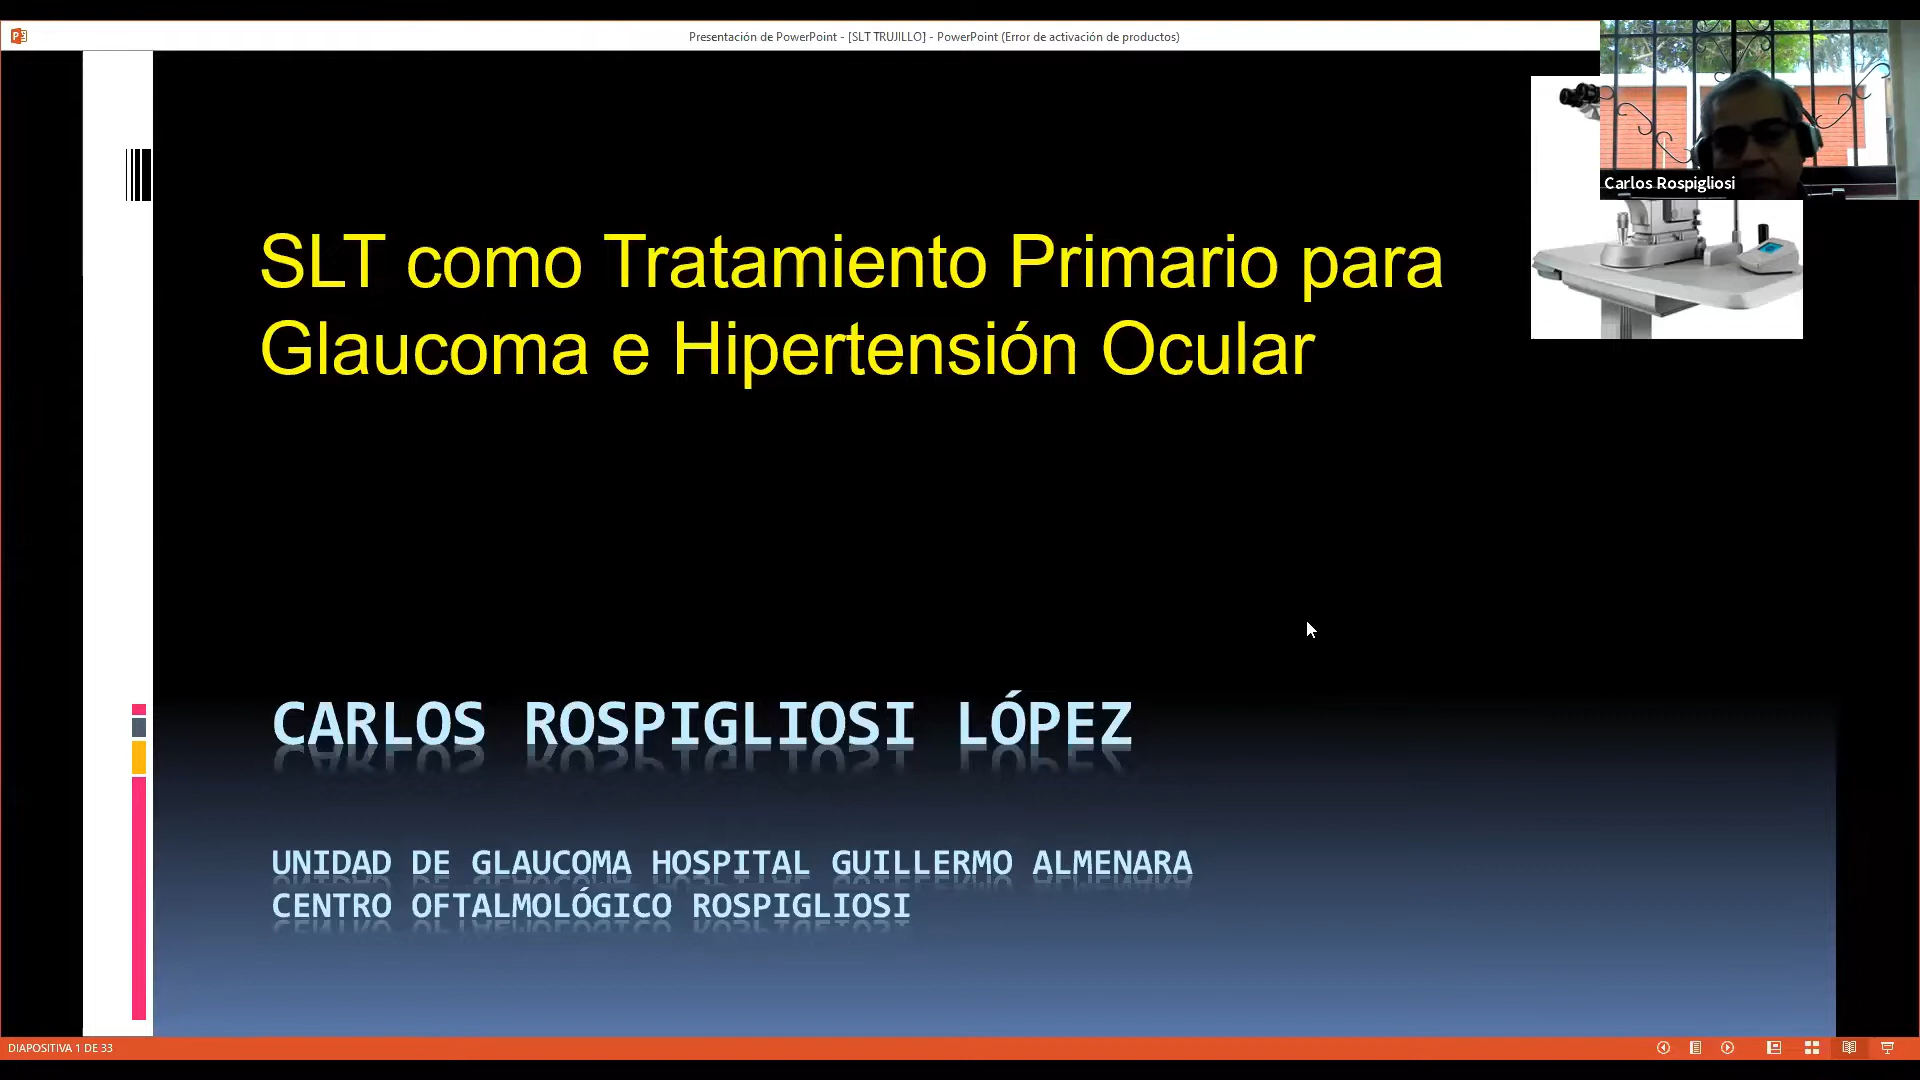 Presentación de PowerPoint - [SLT TRUJILLO] - PowerPoint (Error de activación de productos)
Carlos Rospigliosi
SLT como Tratamiento Primario para
Glaucoma e Hipertensión Ocular
CARLOS ROSPIGLIOSI LÓPEZ
UNIDAD DE GLAUCOMA HOSPITAL GUILLERMO ALMENARA
CENTRO OFTALMOLÓGICO ROSPIGLIOSI
DIAPOSITIVA 1 DE 33